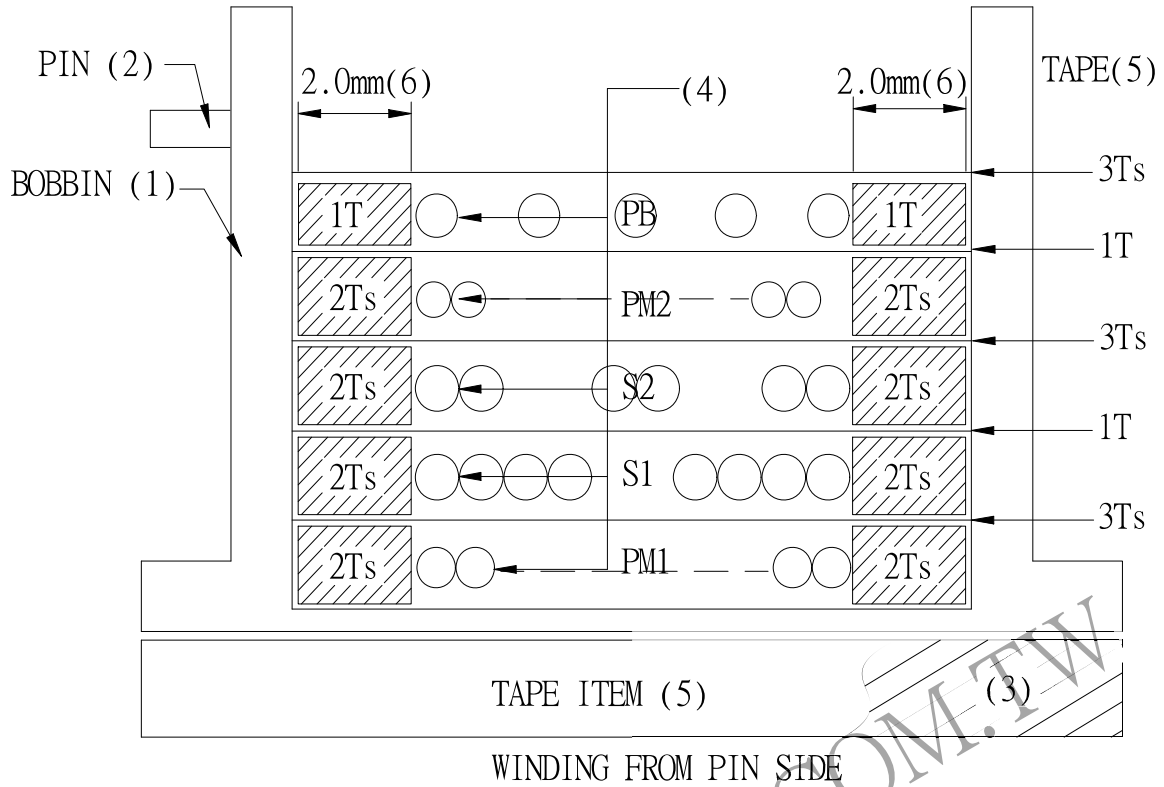 PIN (2)
2.0mm(6)
(4)
2.0mm(6)
TAPE(5)
BOBBIN (1)
3Ts
1T
PB
1T
1T
2Ts
PM2
2Ts
3Ts
2Ts
S2
2Ts
1T
2Ts
S1
2Ts
3Ts
2Ts
PM1
2Ts
TAPE ITEM (5)
(3)
WINDING FROM PIN SIDE
COM.TW